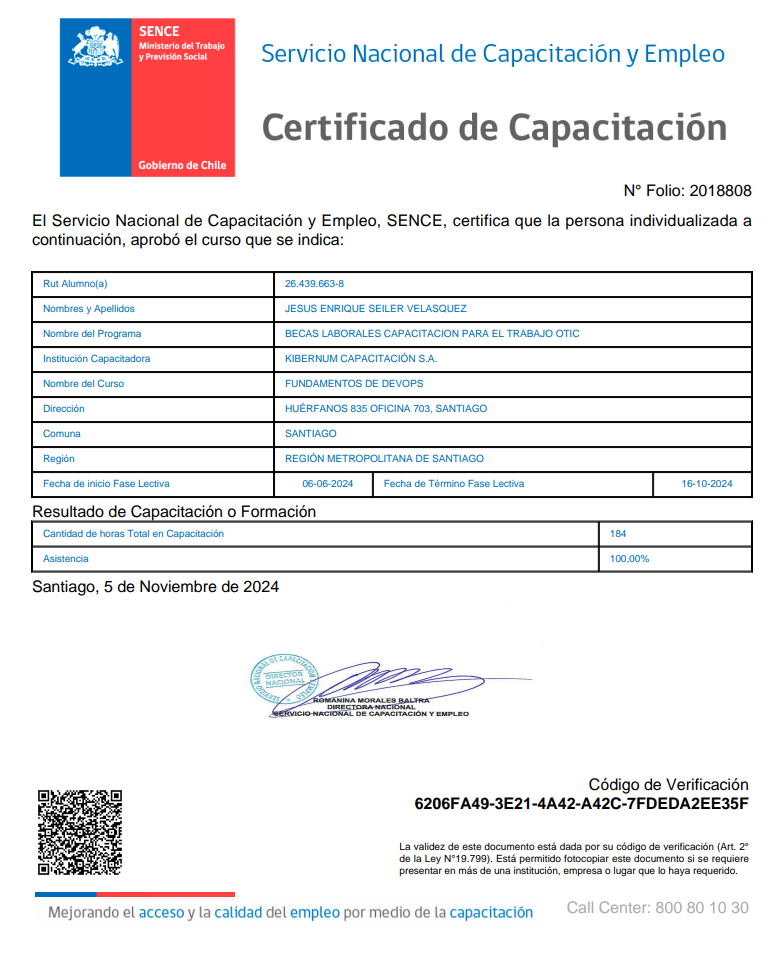 SENCE
Ministerio del Trabajo
y Previsión Social
Gobierno de Chile
Servicio Nacional de Capacitación y Empleo
Certificado de Capacitación
N° Folio: 2018808
El Servicio Nacional de Capacitación y Empleo, SENCE, certifica que la persona individualizada a
continuación, aprobó el curso que se indica:
Rut Alumno(a) 26.439.663-8
Nombres y Apellidos JESUS ENRIQUE SEILER VELASQUEZ
Nombre del Programa BECAS LABORALES CAPACITACION PARA EL TRABAJO OTIC
Institución Capacitadora KIBERNUM CAPACITACIÓN S.A.
Nombre del Curso FUNDAMENTOS DE DEVOPS
Dirección HUÉRFANOS 835 OFICINA 703, SANTIAGO
Comuna SANTIAGO
Región REGIÓN METROPOLITANA DE SANTIAGO
Fecha de inicio Fase Lectiva 06-06-2024 Fecha de Término Fase Lectiva 16-10-2024
Resultado de Capacitación o Formación
Cantidad de horas Total en Capacitación 184
Asistencia 100,00%
Santiago, 5 de Noviembre de 2024
SERVICIO NACIONAL DE CAPACITACION Y EMPLEO
DIRECTOR
NACIONAL
ROMANINA MORALES BALTRA
DIRECTORA NACIONAL
SERVICIO NACIONAL DE CAPACITACIÓN Y EMPLEO
Código de Verificación
6206FA49-3E21-4A42-A42C-7FDEDA2EE35F
La validez de este documento está dada por su código de verificación (Art. 2°
de la Ley N°19.799). Está permitido fotocopiar este documento si se requiere
presentar en más de una institución, empresa o lugar que lo haya requerido.
Mejorando el acceso y la calidad del empleo por medio de la capacitación
Call Center: 800 80 10 30